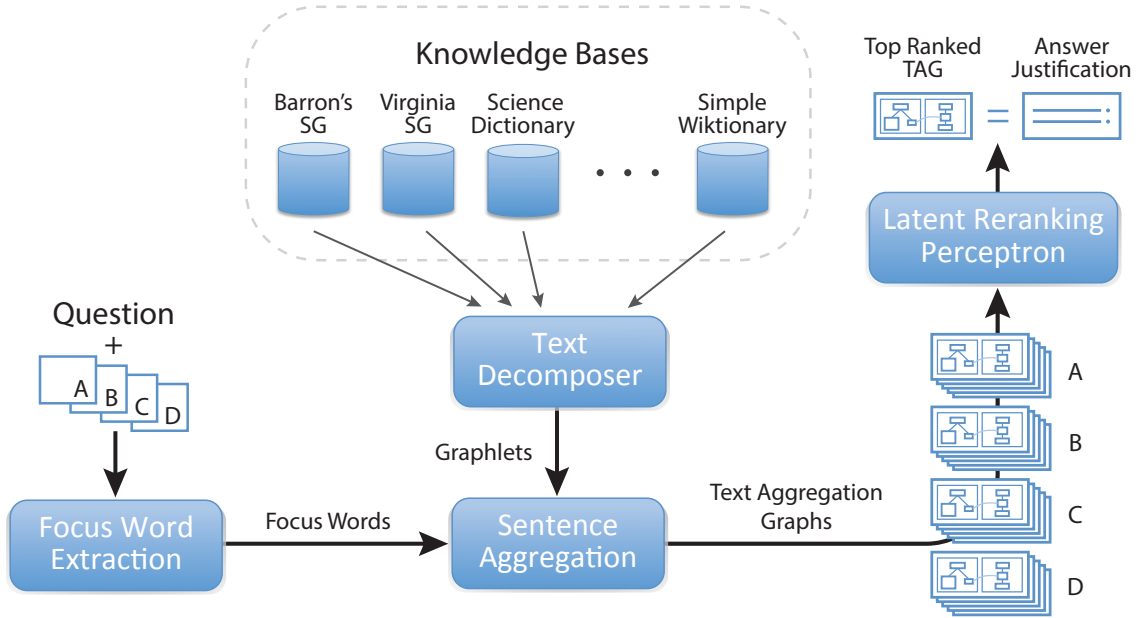 Knowledge Bases
Barron's
SG
Virginia
SG
Science
Dictionary
. . .
Simple
Wiktionary
Top Ranked
TAG
=
Answer
Justification
Latent Reranking
Perceptron
Question
+
A
B
C
D
Text
Decomposer
Graphlets
Focus Word
Extraction
Focus Words
Sentence
Aggregation
Text Aggregation
Graphs
A
B
C
D